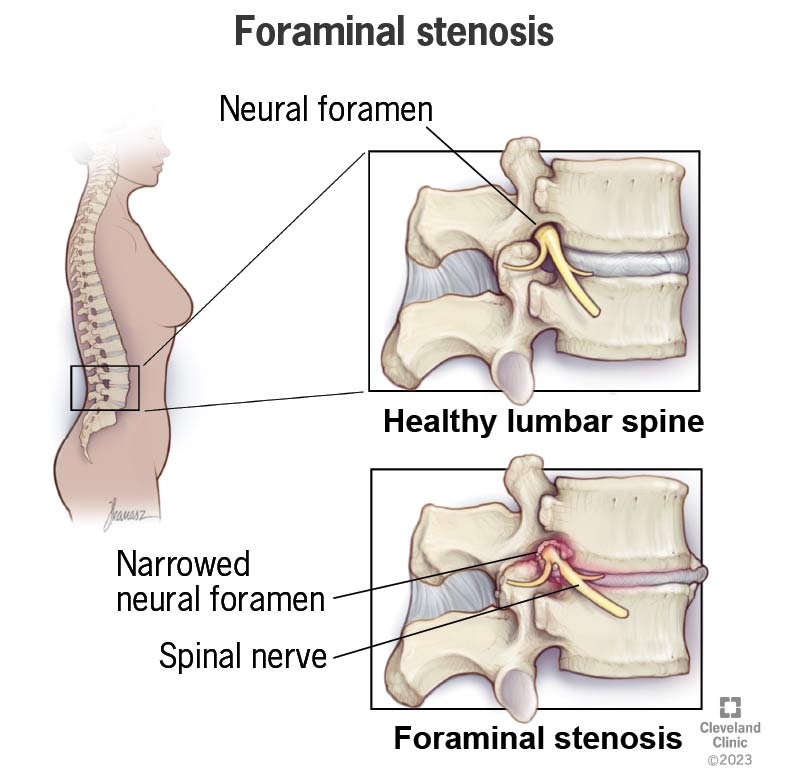 Foraminal stenosis
Neural foramen
Healthy lumbar spine
Narrowed
neural foramen
Spinal nerve
Foraminal stenosis
Cleveland
Clinic
©2023